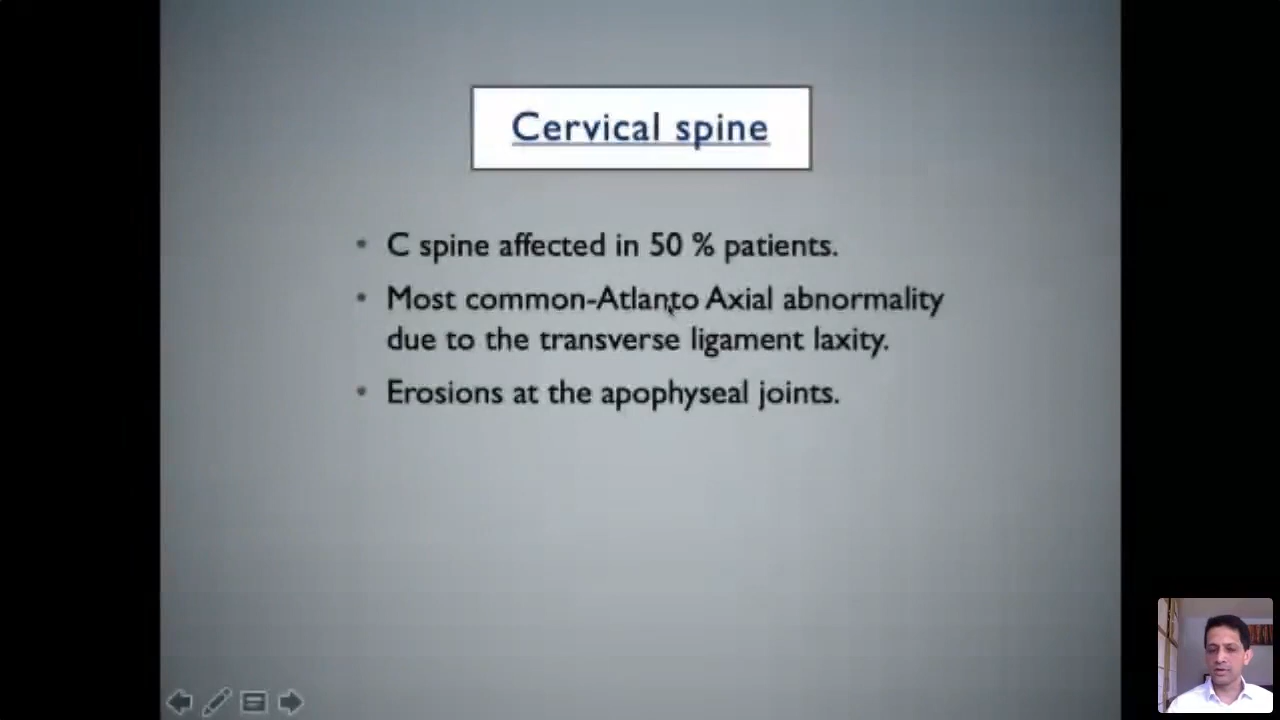 Cervical spine
• C spine affected in 50 % patients.
• Most common-Atlanto Axial abnormality
due to the transverse ligament laxity.
• Erosions at the apophyseal joints.